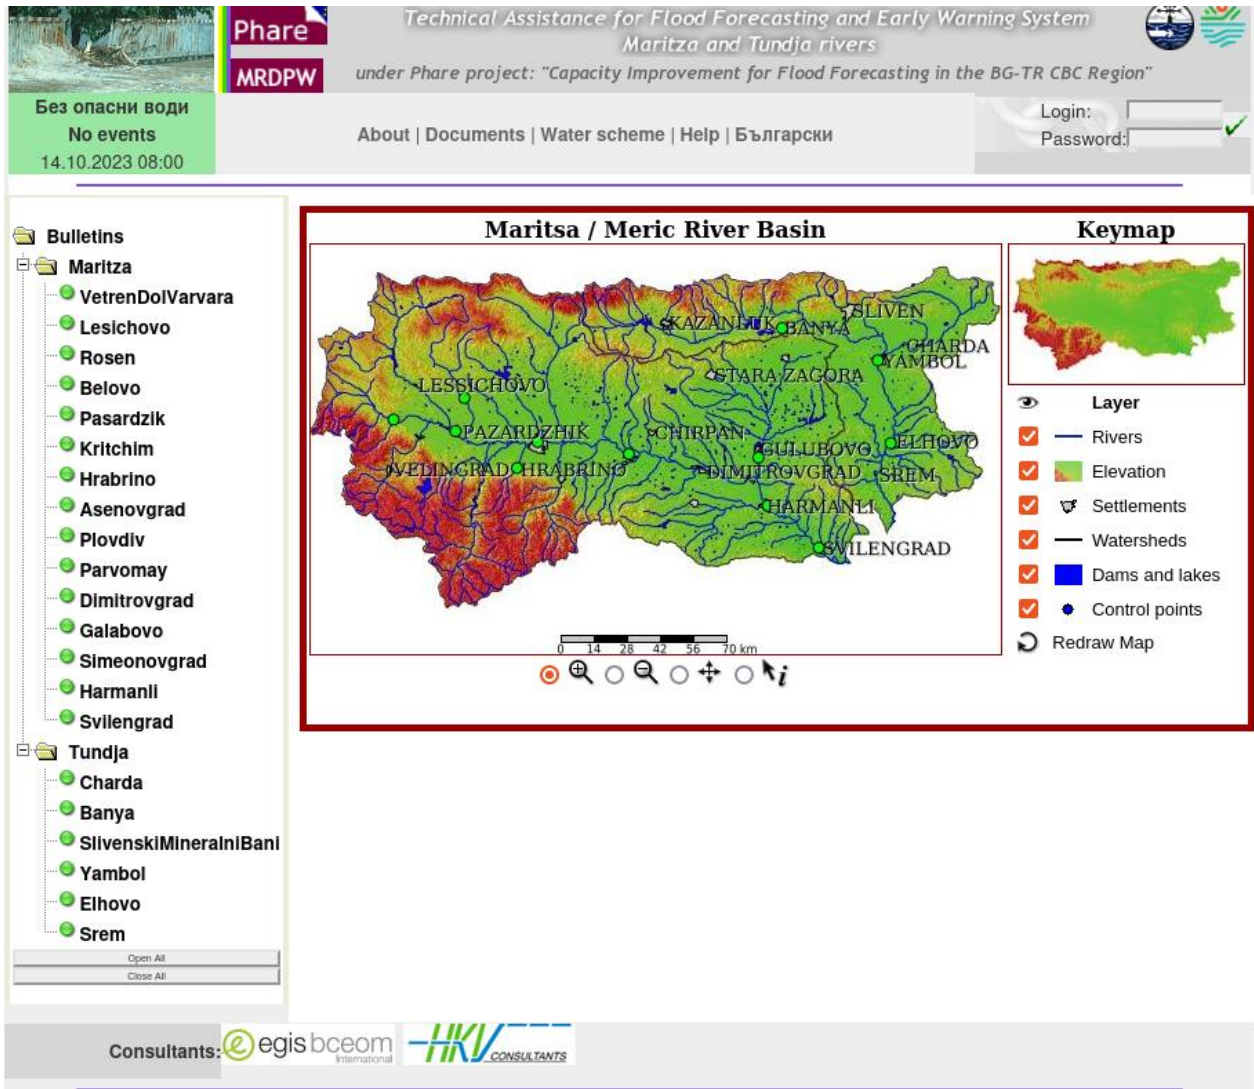 Phare
MRDPW
Technical Assistance for Flood Forecasting and Early Warning System
Maritza and Tundja rivers
under Phare project: "Capacity Improvement for Flood Forecasting in the BG-TR CBC Region"
Без опасни води
No events
14.10.2023 08:00
About | Documents | Water scheme | Help | Български
Login:
Password:
Bulletins
Maritza
VetrenDolVarvara
Lesichovo
Rosen
Belovo
Pasardzik
Kritchim
Hrabrino
Asenovgrad
Plovdiv
Parvomay
Dimitrovgrad
Galabovo
Simeonovgrad
Harmanli
Svilengrad
Tundja
Charda
Banya
SlivenskiMineralniBani
Yambol
Elhovo
Srem
Open All
Close All
Maritsa / Meric River Basin
SLIVEN
KAZANLUK
BANYA
CHARDA
YAMBOL
STARA ZAGORA
LESSICHOVO
PAZARDZHIK
CHIRPAN
GULUBOVO
ELHOVO
VELINGRAD
HRABRINO
DIMITROVGRAD
SREM
HARMANLI
SVILENGRAD
0 14 28 42 56 70 km
i
Keymap
Layer
Rivers
Elevation
Settlements
Watersheds
Dams and lakes
Control points
Redraw Map
Consultants:
e egis bceom
International
HKV
CONSULTANTS